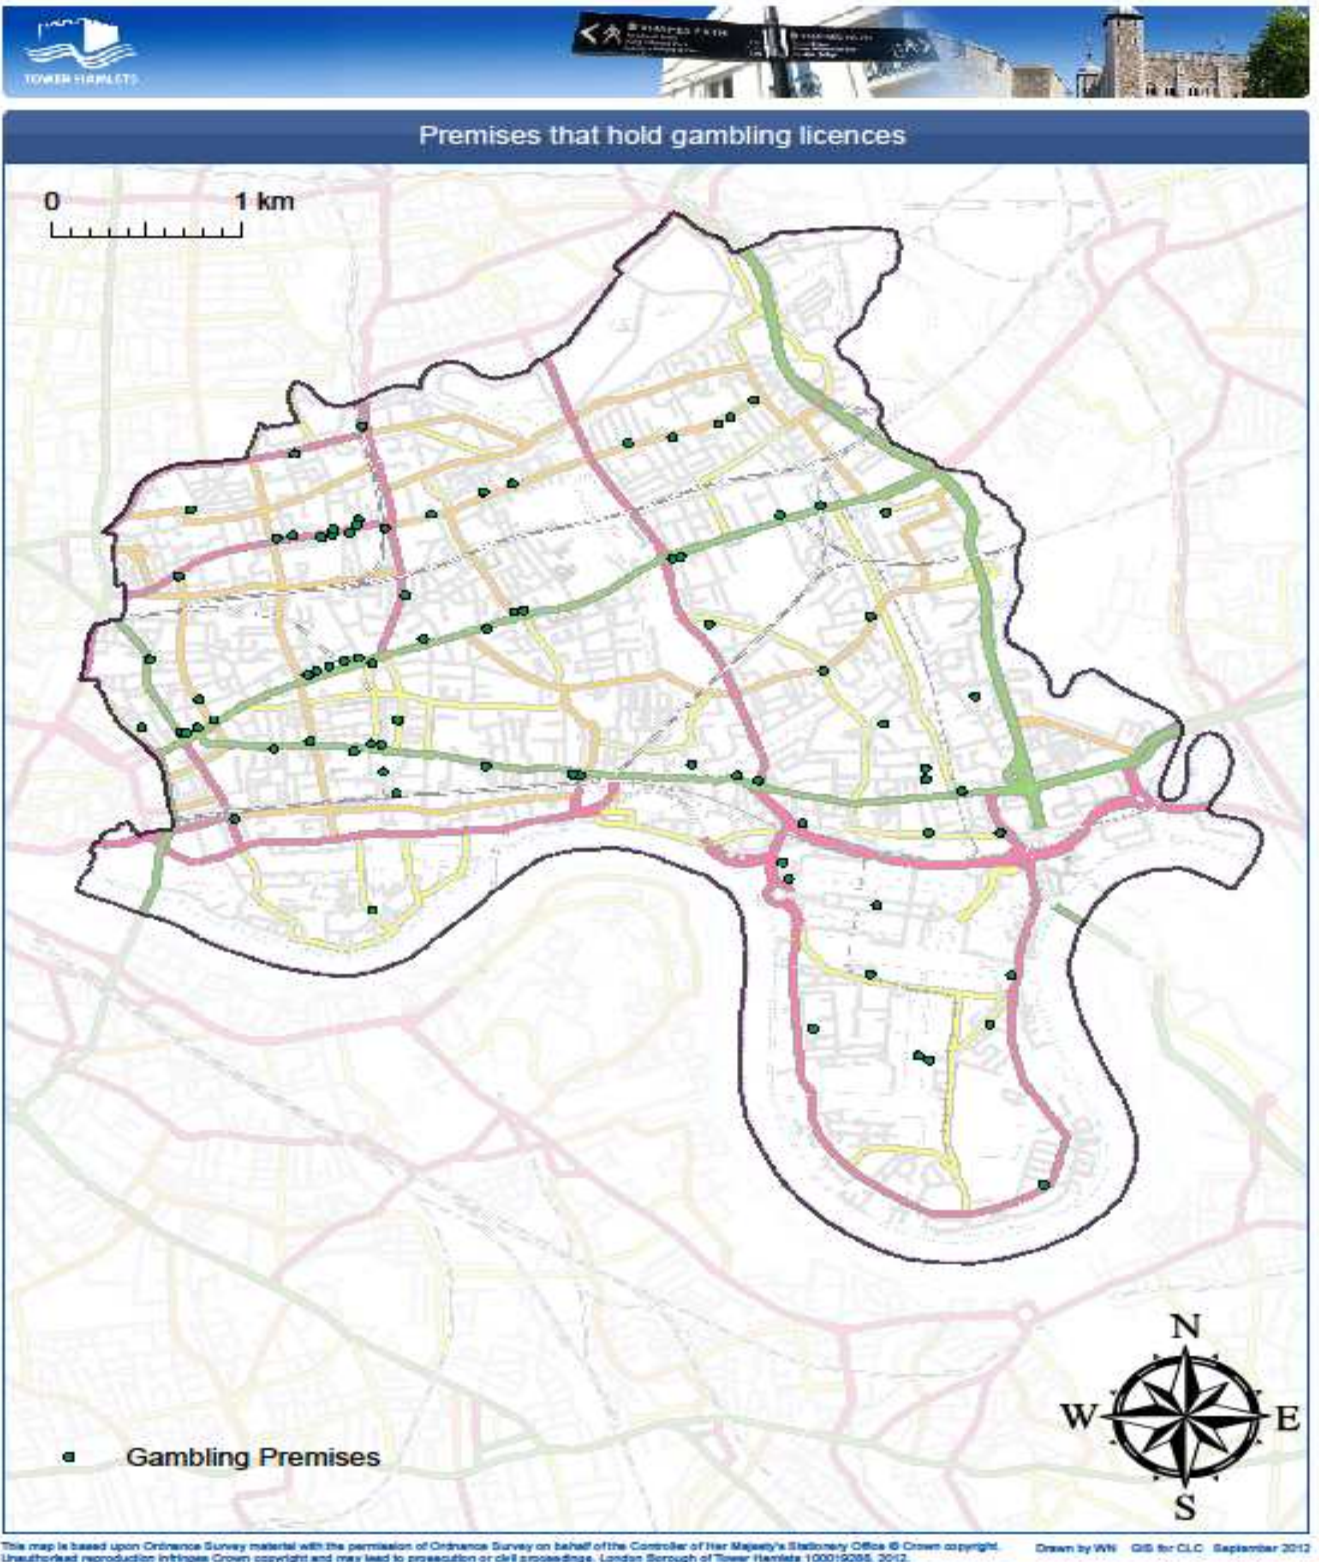 TOWER HAMLETS
Premises that hold gambling licences
0 1 km
N
W E
S
Gambling Premises
This map is based upon Ordnance Survey material with the permission of Ordnance Survey on behalf of the Controller of Her Majesty's Stationery Office © Crown copyright.
Unauthorised reproduction infringes Crown copyright and may lead to prosecution or civil proceedings. London Borough of Tower Hamlets 100019288, 2012.
Drawn by WN GIS for CLC September 2012